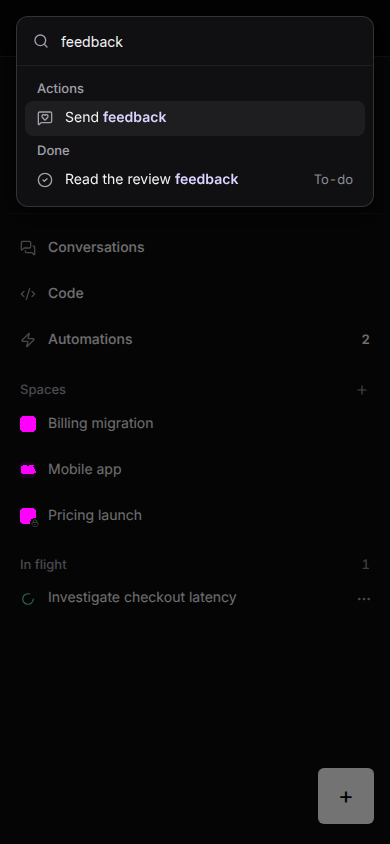 feedback
Actions
Send feedback
Done
Read the review feedback To-do
Conversations
Code
Automations 2
Spaces
Billing migration
Mobile app
Pricing launch
In flight 1
Investigate checkout latency